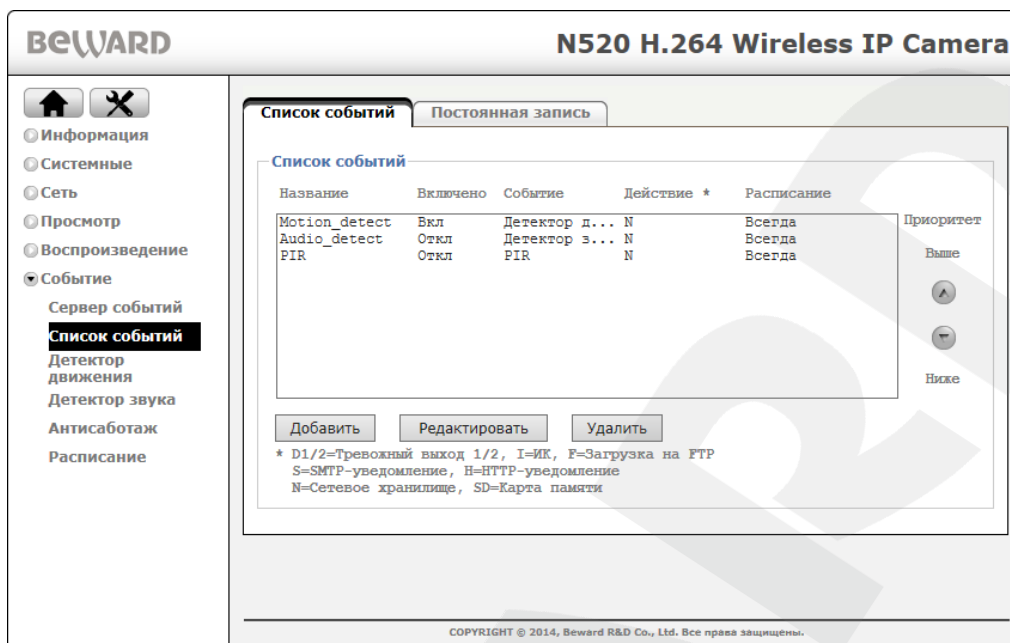 BEWARD
N520 H.264 Wireless IP Camera
Информация
Системные
Сеть
Просмотр
Воспроизведение
Событие
Сервер событий
Список событий
Детектор
движения
Детектор звука
Антисаботаж
Расписание
Список событий Постоянная запись
Список событий
Название Включено Событие Действие * Расписание
Motion_detect Вкл Детектор д... N Всегда
Audio_detect Откл Детектор з... N Всегда
PIR Откл PIR N Всегда
Приоритет
Выше
Ниже
Добавить Редактировать Удалить
* D1/2=Тревожный выход 1/2, I=ИК, F=Загрузка на FTP
S=SMTP-уведомление, H=HTTP-уведомление
N=Сетевое хранилище, SD=Карта памяти
COPYRIGHT © 2014, Beward R&D Co., Ltd. Все права защищены.